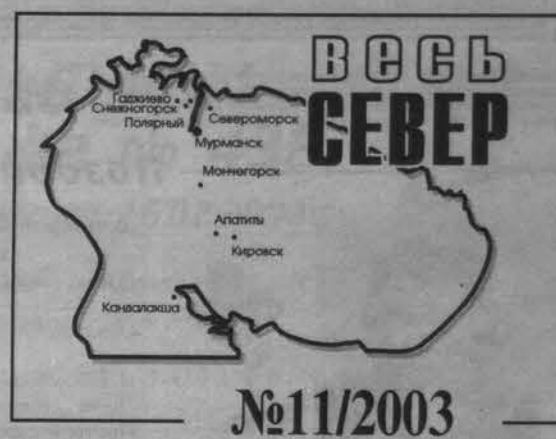 весь
СЕВЕР
Гаджиево
Снежногорск
Полярный
Североморск
Мурманск
Мончегорск
Апатиты
Кировск
Кандалакша
№11/2003